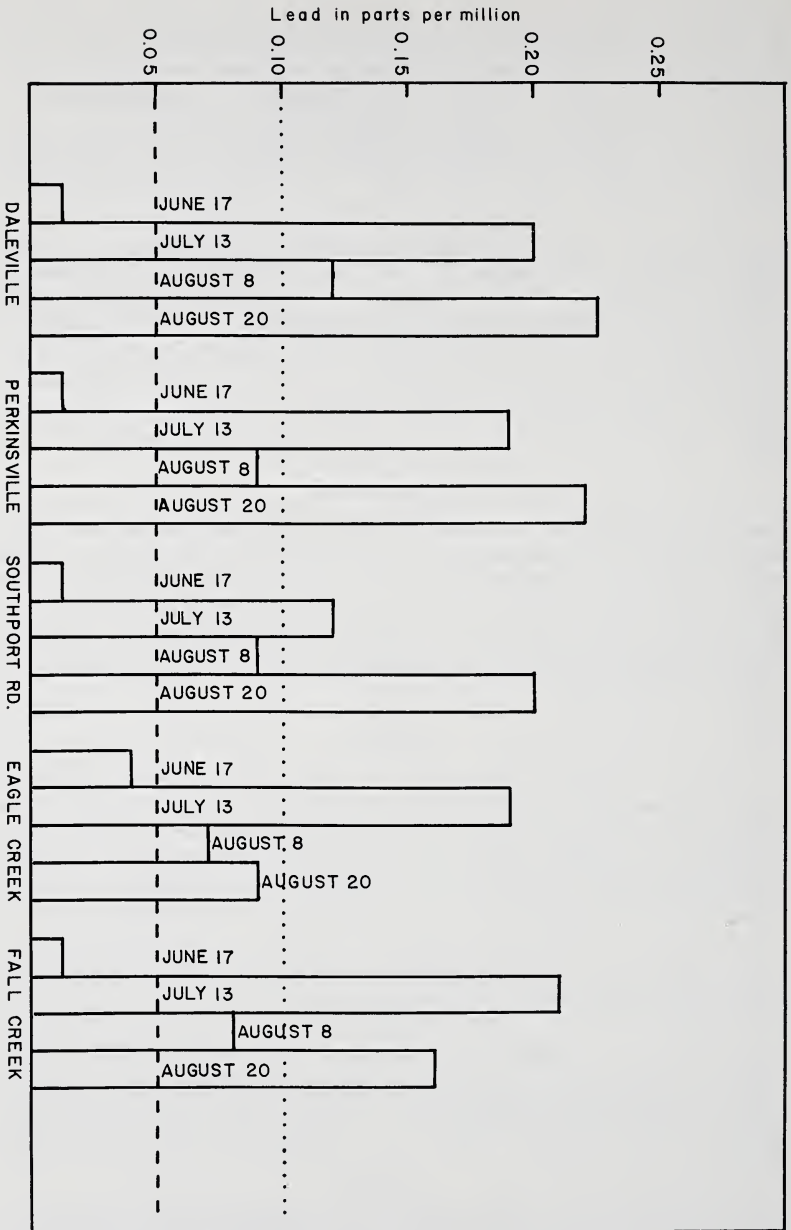 Lead in parts per million
0.05
0.10
0.15
0.20
0.25
DALEVILLE
JUNE 17
JULY 13
AUGUST 8
AUGUST 20
PERKINSVILLE
JUNE 17
JULY 13
AUGUST 8
AUGUST 20
SOUTHPORT RD.
JUNE 17
JULY 13
AUGUST 8
AUGUST 20
EAGLE CREEK
JUNE 17
JULY 13
AUGUST 8
AUGUST 20
FALL CREEK
JUNE 17
JULY 13
AUGUST 8
AUGUST 20